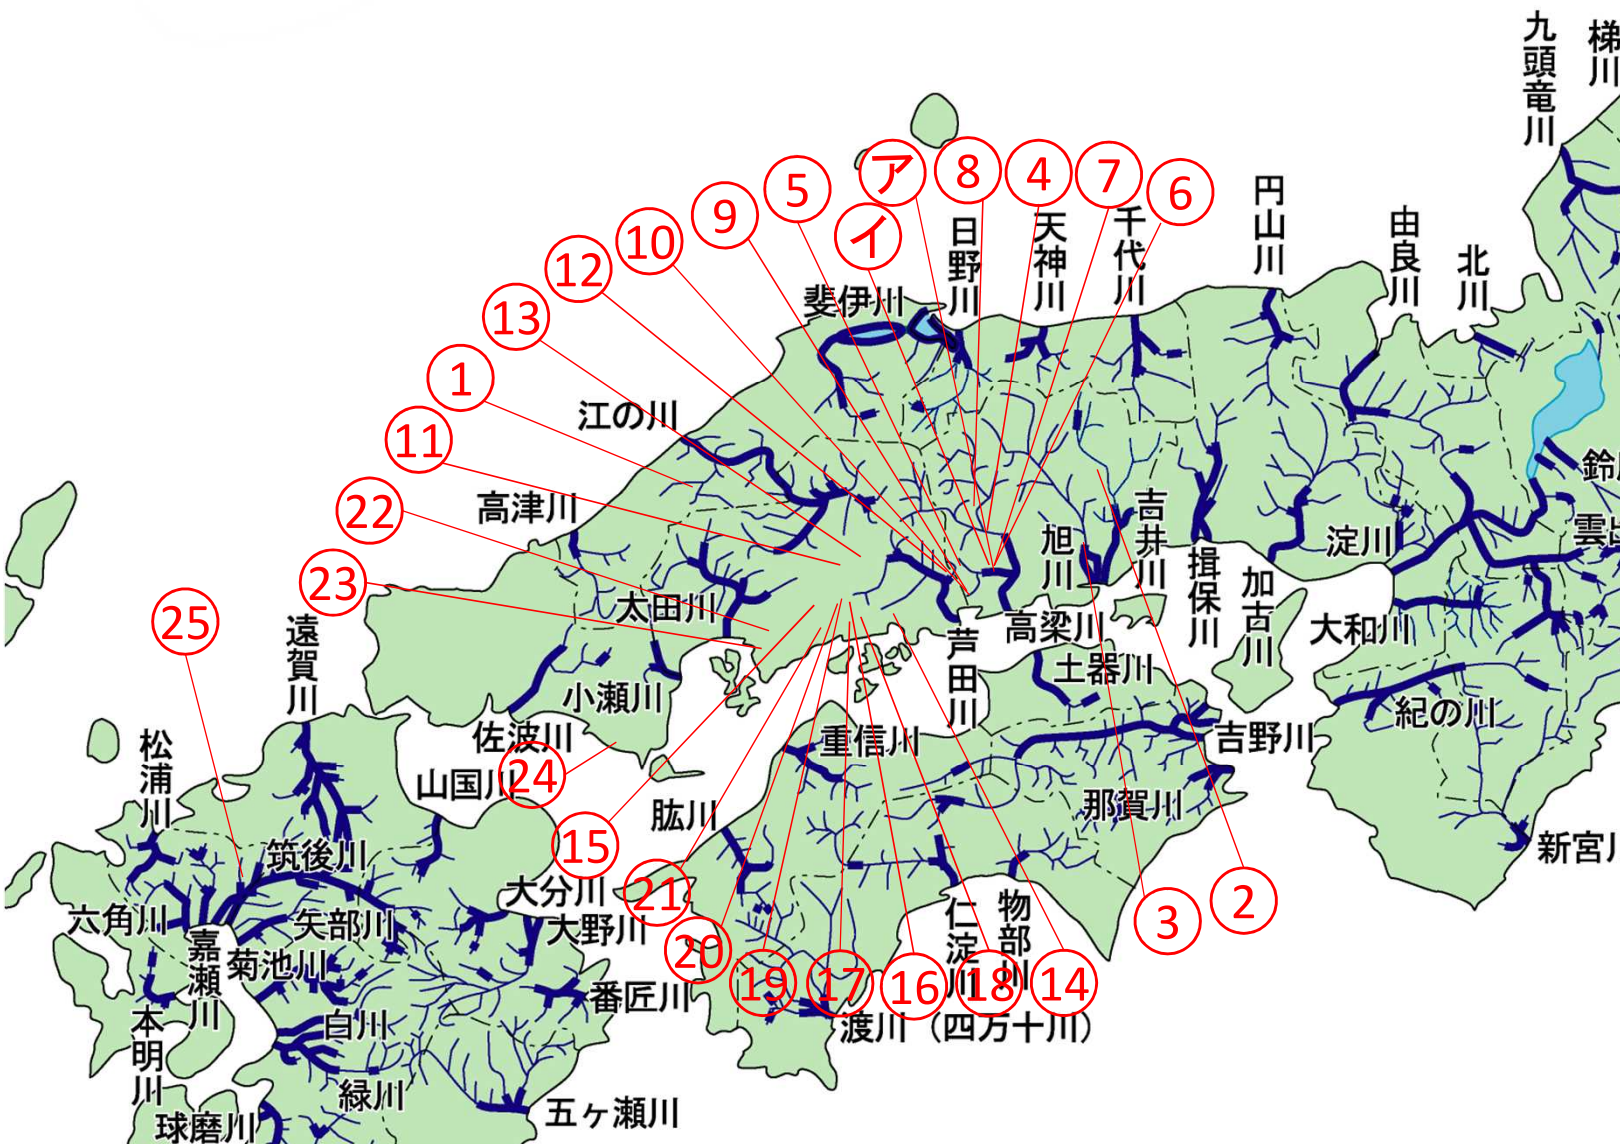 九頭竜川
梯川
ア
8
4
7
6
5
イ
9
10
12
13
1
11
22
23
25
日野川
天神川
千代川
円山川
由良川
北川
斐伊川
江の川
高津川
太田川
小瀬川
佐波川
遠賀川
山国川
松浦川
筑後川
六角川
嘉瀬川
矢部川
菊池川
本明川
白川
緑川
球磨川
大分川
大野川
番匠川
五ヶ瀬川
24
15
21
20
19
17
16
18
14
3
2
肱川
重信川
芦田川
高梁川
旭川
吉井川
揖保川
加古川
淀川
大和川
紀の川
新宮川
土器川
吉野川
那賀川
物部川
仁淀川
渡川（四万十川）